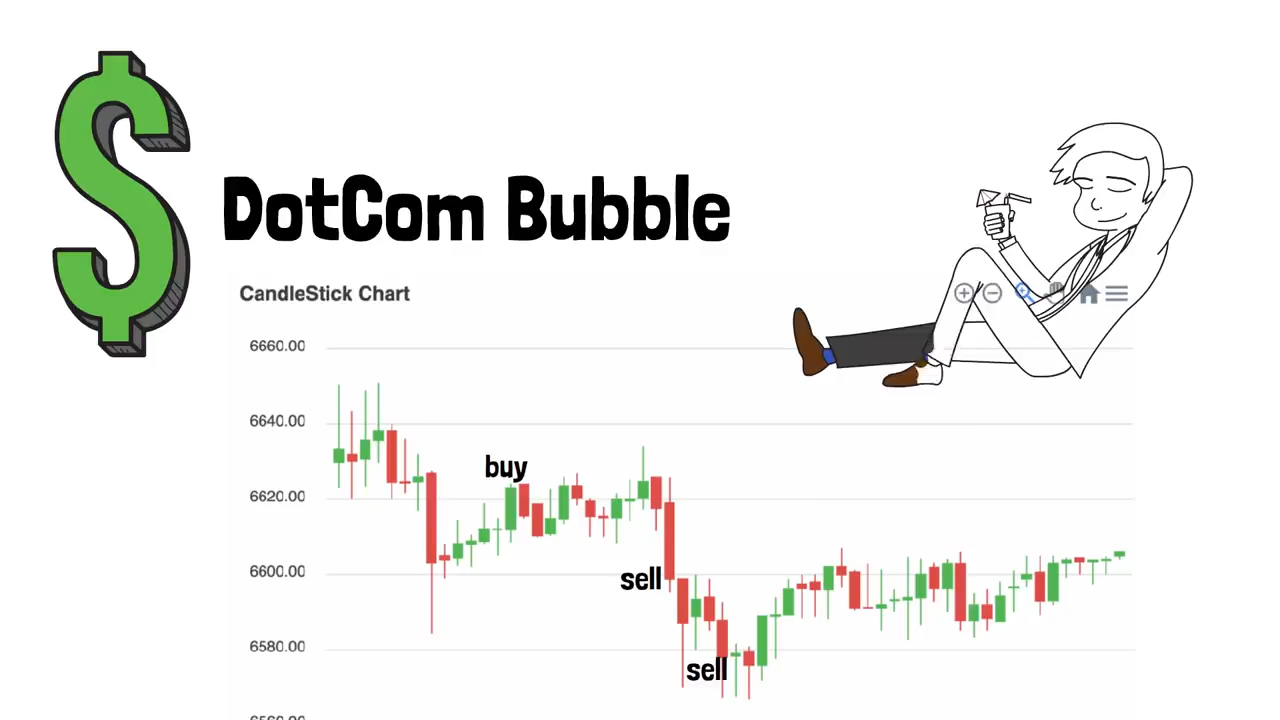 DotCom Bubble
CandleStick Chart
6660.00
6640.00
buy
6620.00
6600.00
sell
6580.00
sell